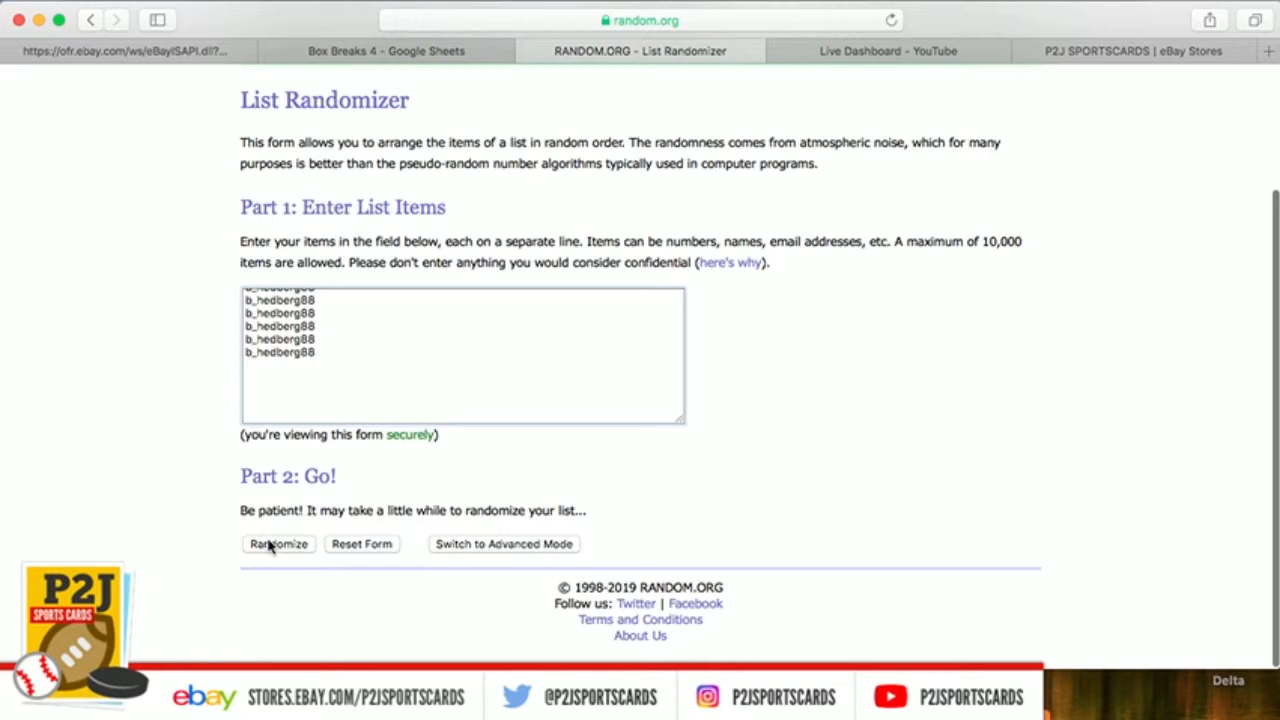 random.org
https://ofr.ebay.com/ws/eBayISAPI.dll?...
Box Breaks 4 - Google Sheets
RANDOM.ORG - List Randomizer
Live Dashboard - YouTube
P2J SPORTSCARDS | eBay Stores
List Randomizer
This form allows you to arrange the items of a list in random order. The randomness comes from atmospheric noise, which for many
purposes is better than the pseudo-random number algorithms typically used in computer programs.
Part 1: Enter List Items
Enter your items in the field below, each on a separate line. Items can be numbers, names, email addresses, etc. A maximum of 10,000
items are allowed. Please don't enter anything you would consider confidential (here's why).
b_hedberg88
b_hedberg88
b_hedberg88
b_hedberg88
b_hedberg88
b_hedberg88
(you're viewing this form securely)
Part 2: Go!
Be patient! It may take a little while to randomize your list...
Randomize
Reset Form
Switch to Advanced Mode
© 1998-2019 RANDOM.ORG
Follow us: Twitter | Facebook
Terms and Conditions
About Us
P2J
SPORTS CARDS
ebay STORES.EBAY.COM/P2JSPORTSCARDS
@P2JSPORTSCARDS
P2JSPORTSCARDS
P2JSPORTSCARDS
Delta